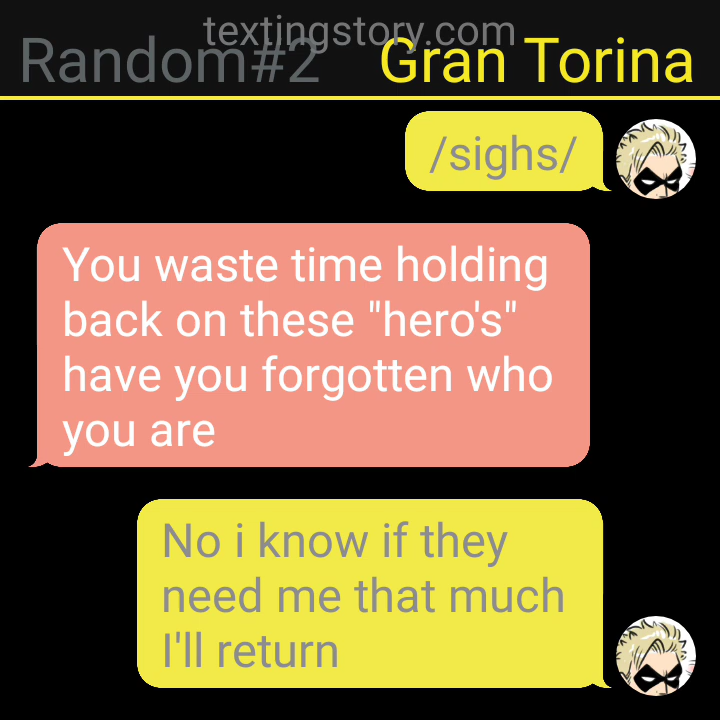 textingstory.com
Random#2 Gran Torina
/sighs/
You waste time holding
back on these "hero's"
have you forgotten who
you are
No i know if they
need me that much
I'll return